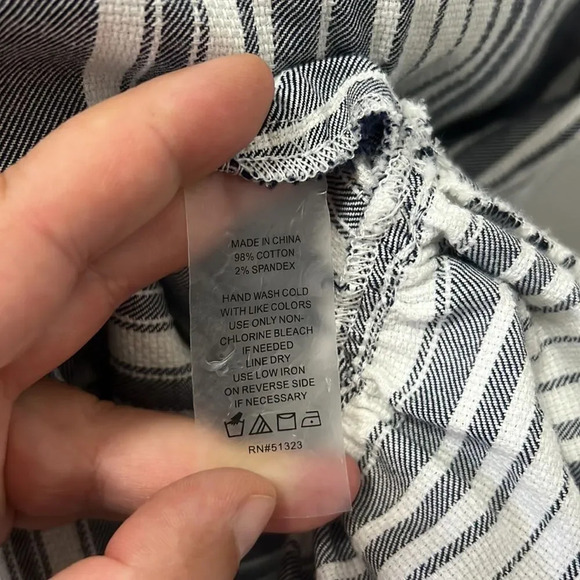 MADE IN CHINA
98% COTTON
2% SPANDEX
HAND WASH COLD
WITH LIKE COLORS
USE ONLY NON-
CHLORINE BLEACH
IF NEEDED
LINE DRY
USE LOW IRON
ON REVERSE SIDE
IF NECESSARY
RN#51323